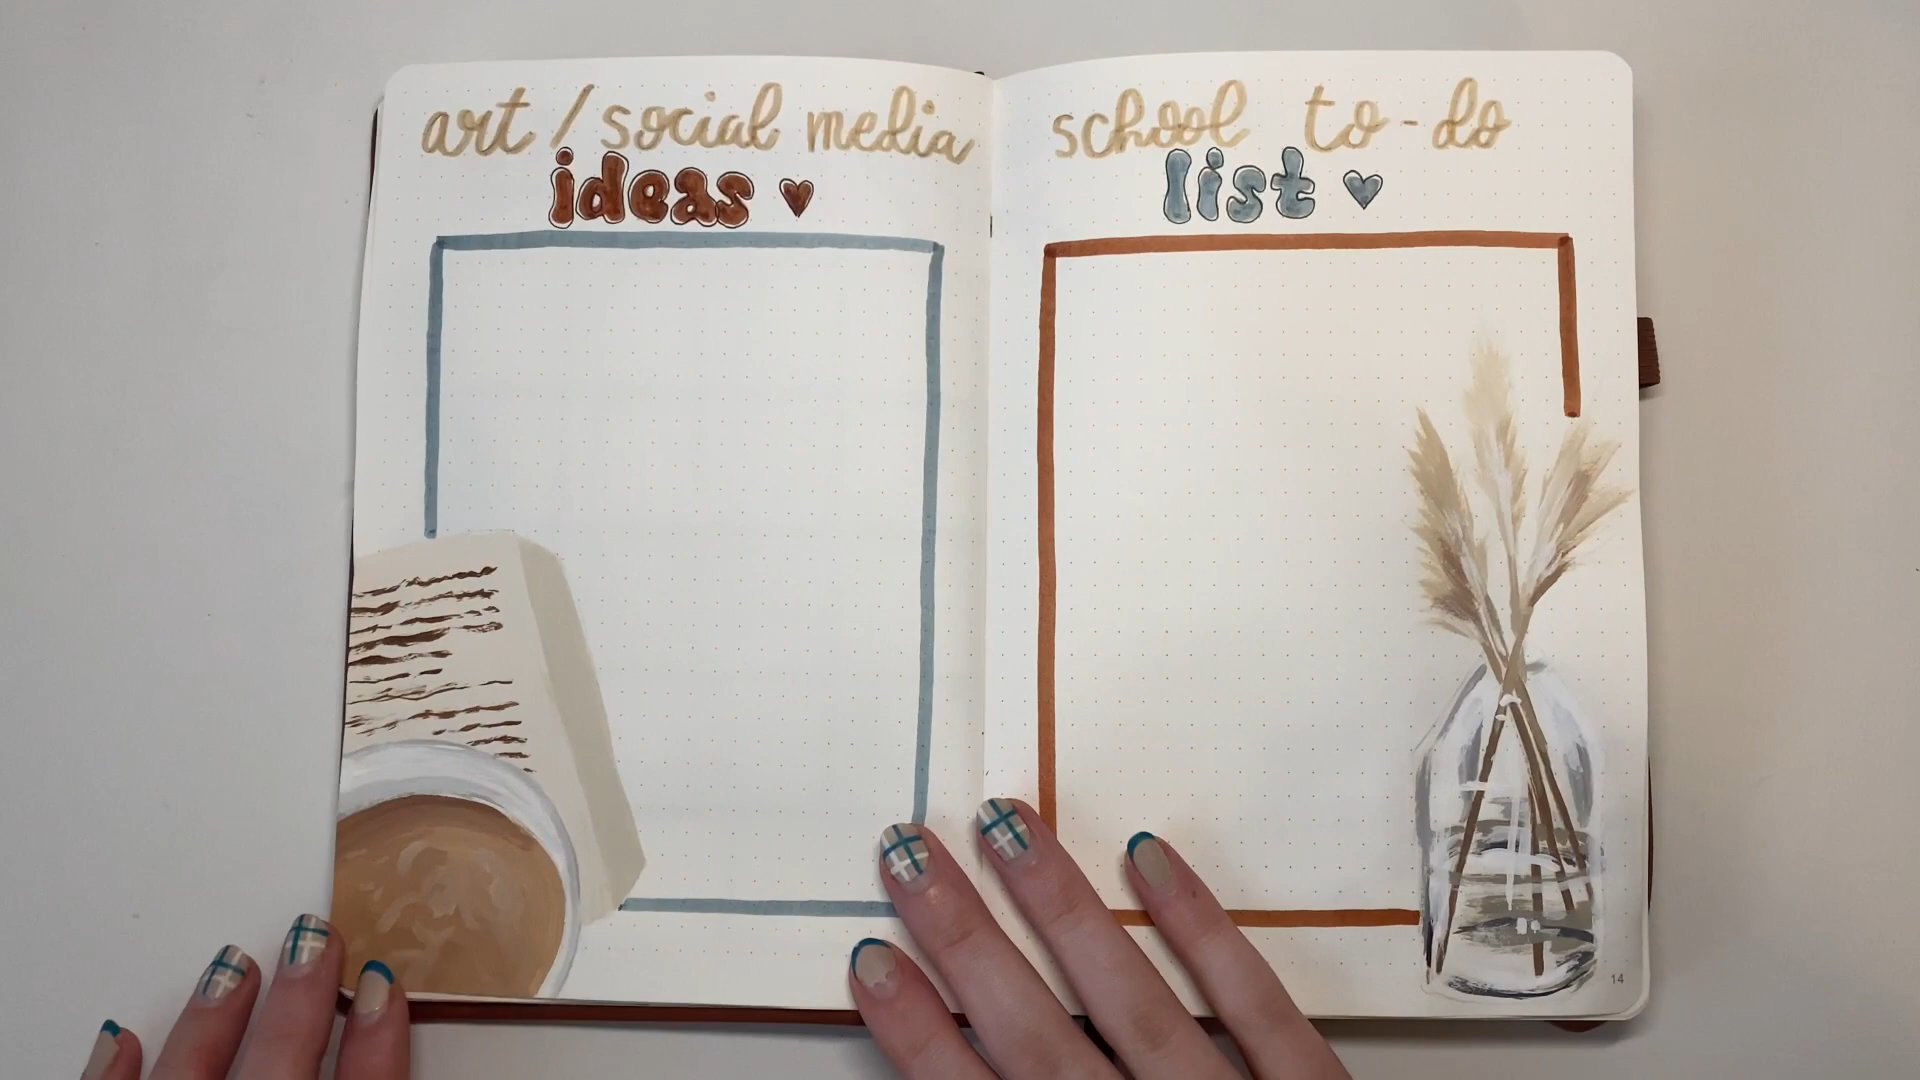 art / social media
ideas ♥
school to-do
list ♥
14